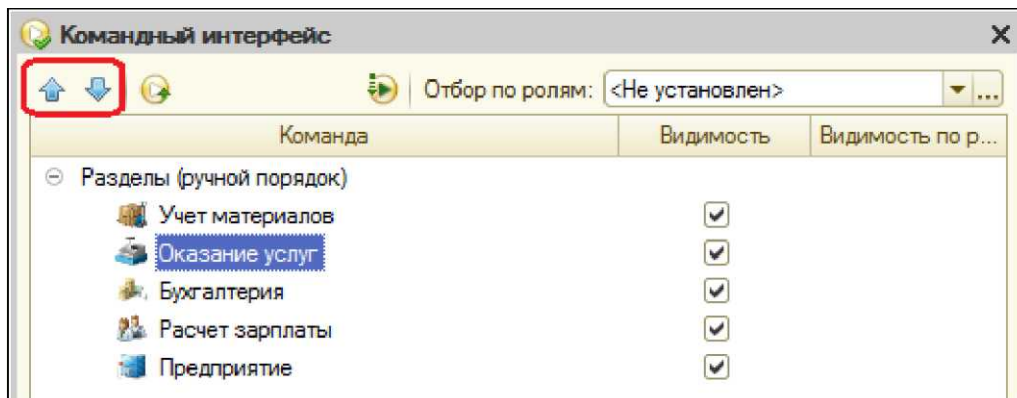 Командный интерфейс
Отбор по ролям: <Не установлен>
Команда Видимость Видимость по р...
Разделы (ручной порядок)
Учет материалов
Оказание услуг
Бухгалтерия
Расчет зарплаты
Предприятие